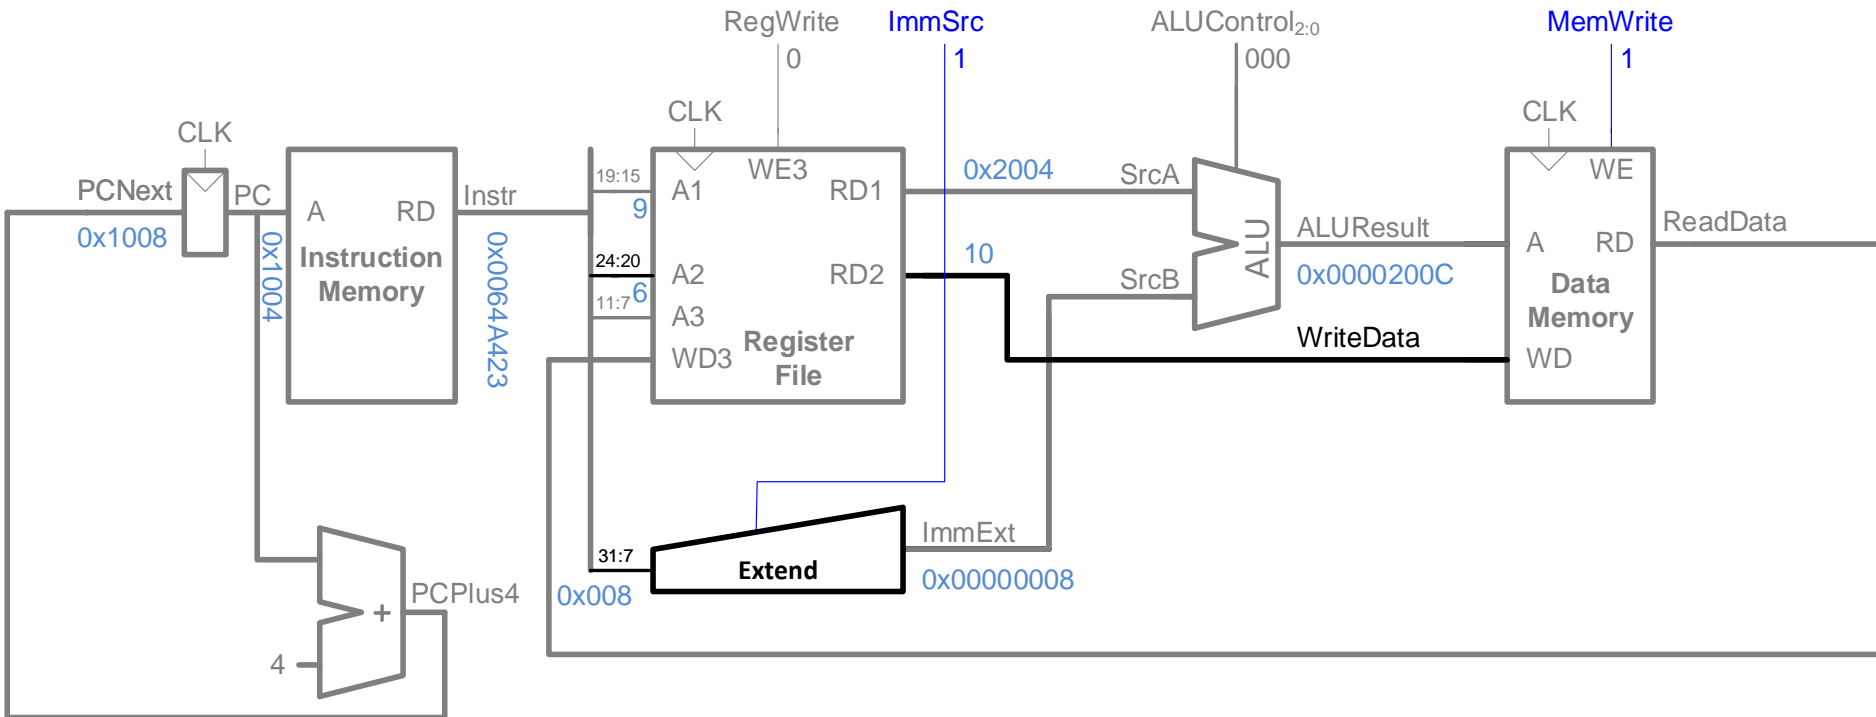 RegWrite
ImmSrc
ALUControl2:0
MemWrite
0
1
000
1
CLK
CLK
CLK
PCNext
PC
A
RD
Instr
19:15
A1
WE3
RD1
0x2004
SrcA
WE
0x1008
0x1004
Instruction
Memory
0x0064A423
9
24:20
A2
6
11:7
A3
WD3
RD2
10
Register
File
SrcB
ALU
ALUResult
0x0000200C
A
RD
ReadData
Data
Memory
WriteData
WD
31:7
0x008
Extend
ImmExt
0x00000008
PCPlus4
+
4